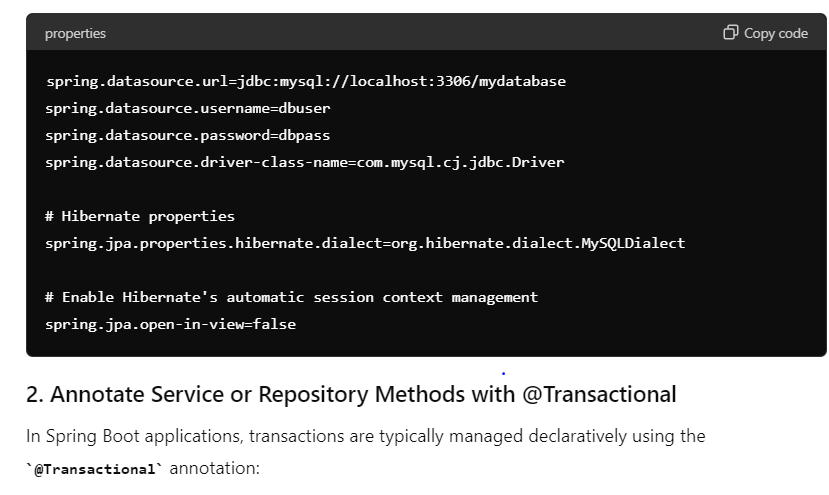 properties
Copy code
spring.datasource.url=jdbc:mysql://localhost:3306/mydatabase
spring.datasource.username=dbuser
spring.datasource.password=dbpass
spring.datasource.driver-class-name=com.mysql.cj.jdbc.Driver
# Hibernate properties
spring.jpa.properties.hibernate.dialect=org.hibernate.dialect.MySQLDialect
# Enable Hibernate's automatic session context management
spring.jpa.open-in-view=false
2. Annotate Service or Repository Methods with @Transactional
In Spring Boot applications, transactions are typically managed declaratively using the
`@Transactional` annotation: